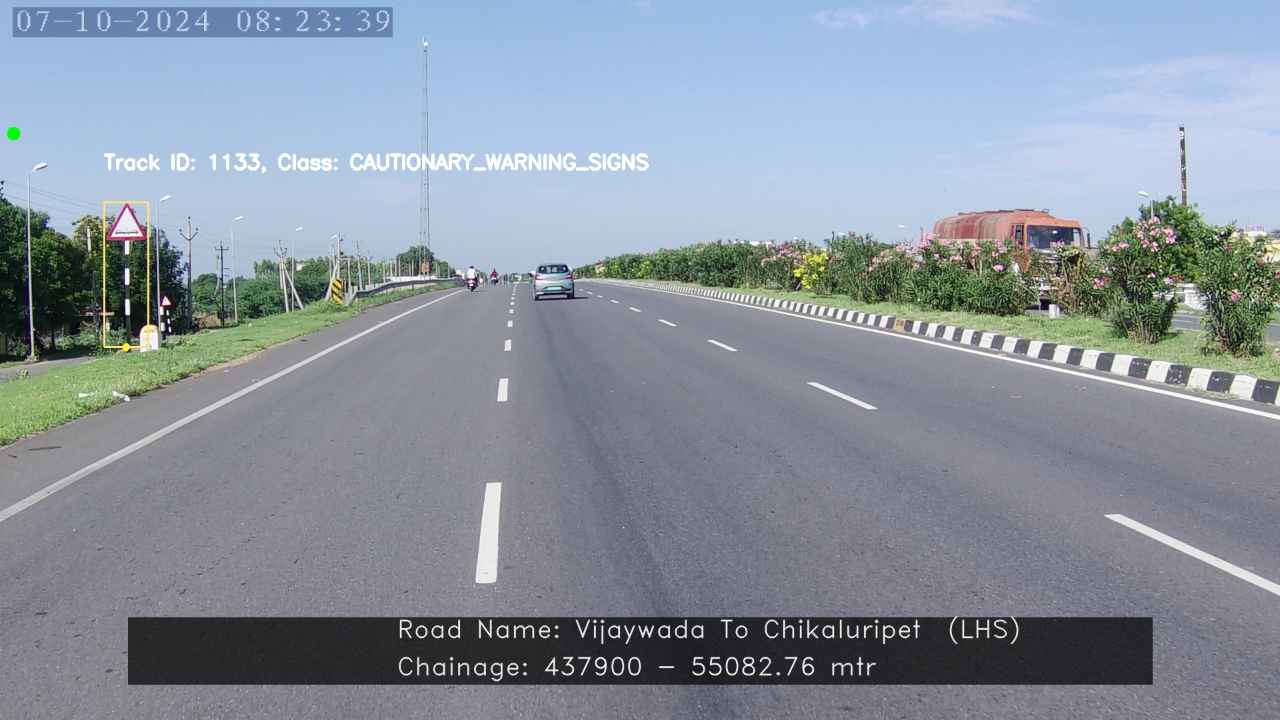 07-10-2024 08:23:39
Track ID: 1133, Class: CAUTIONARY_WARNING_SIGNS
Road Name: Vijaywada To Chikaluripet (LHS)
Chainage: 437900 - 55082.76 mtr